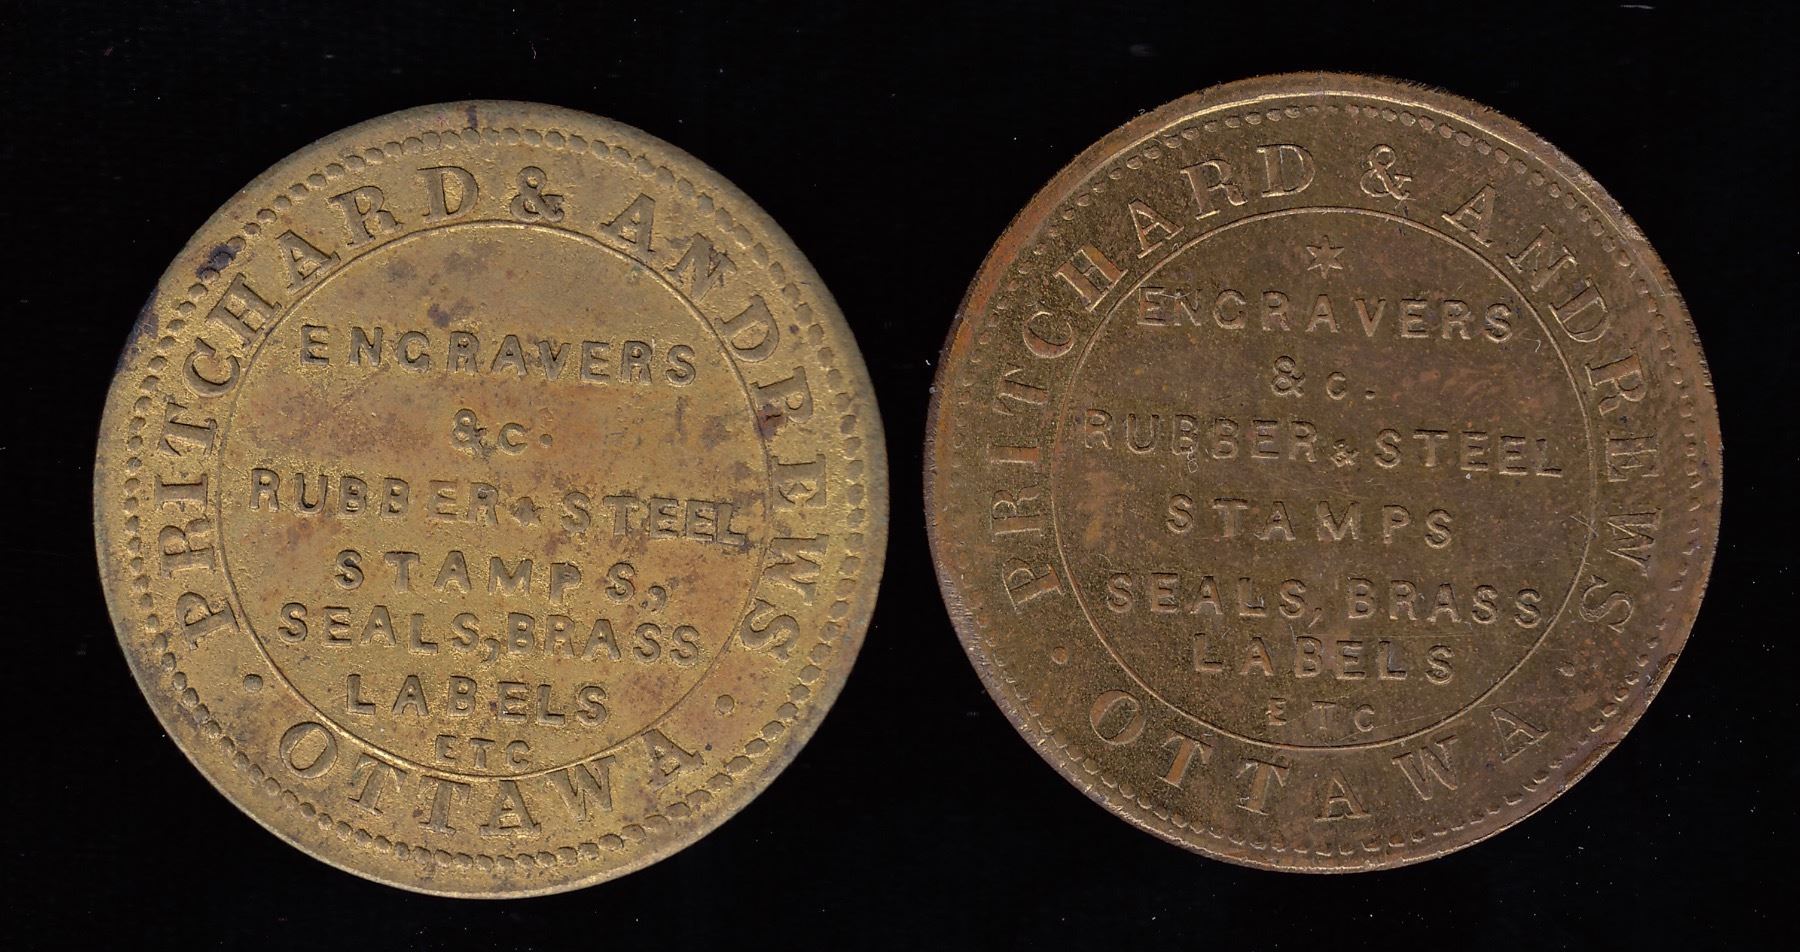 PRITCHARD & ANDREWS
ENGRAVERS
&c.
RUBBER & STEEL
STAMPS,
SEALS, BRASS
LABELS
ETC
• OTTAWA •
PRITCHARD & ANDREWS
ENGRAVERS
&c.
RUBBER & STEEL
STAMPS
SEALS, BRASS
LABELS
ETC
• OTTAWA •